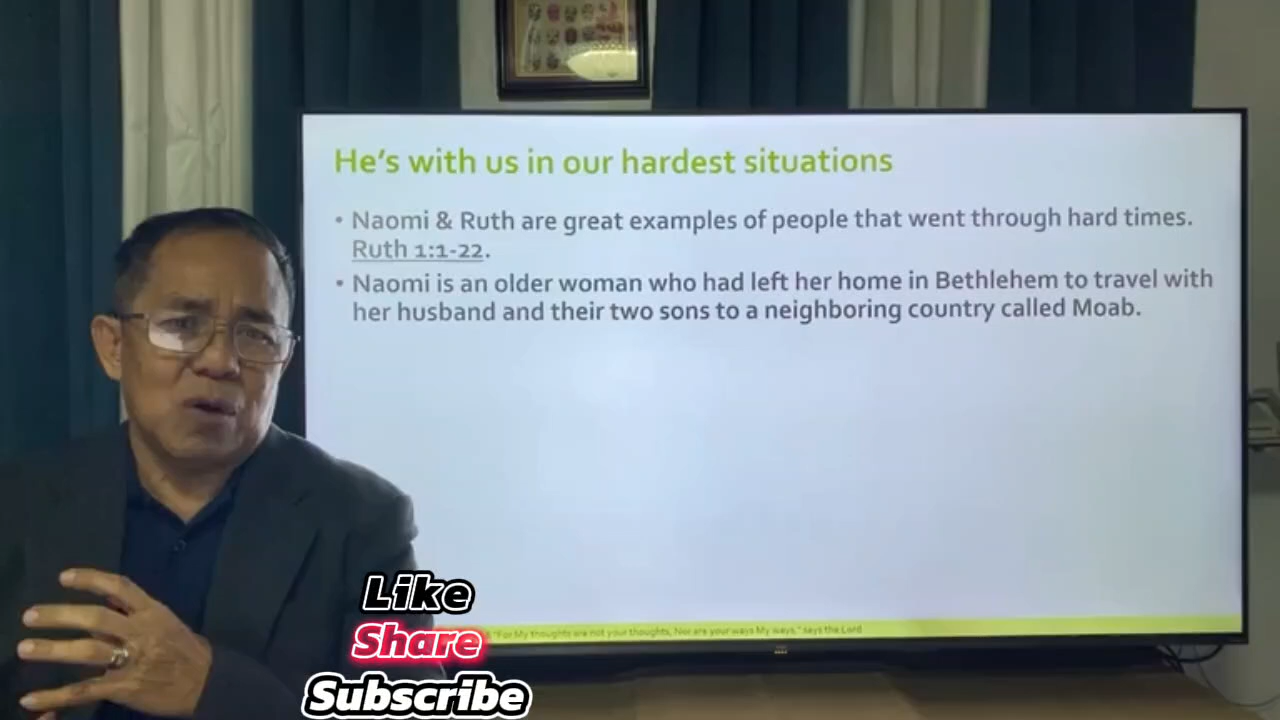 He's with us in our hardest situations
• Naomi & Ruth are great examples of people that went through hard times.
Ruth 1:1-22.
• Naomi is an older woman who had left her home in Bethlehem to travel with
her husband and their two sons to a neighboring country called Moab.
"For My thoughts are not your thoughts, Nor are your ways My ways," says the Lord
Like
Share
Subscribe